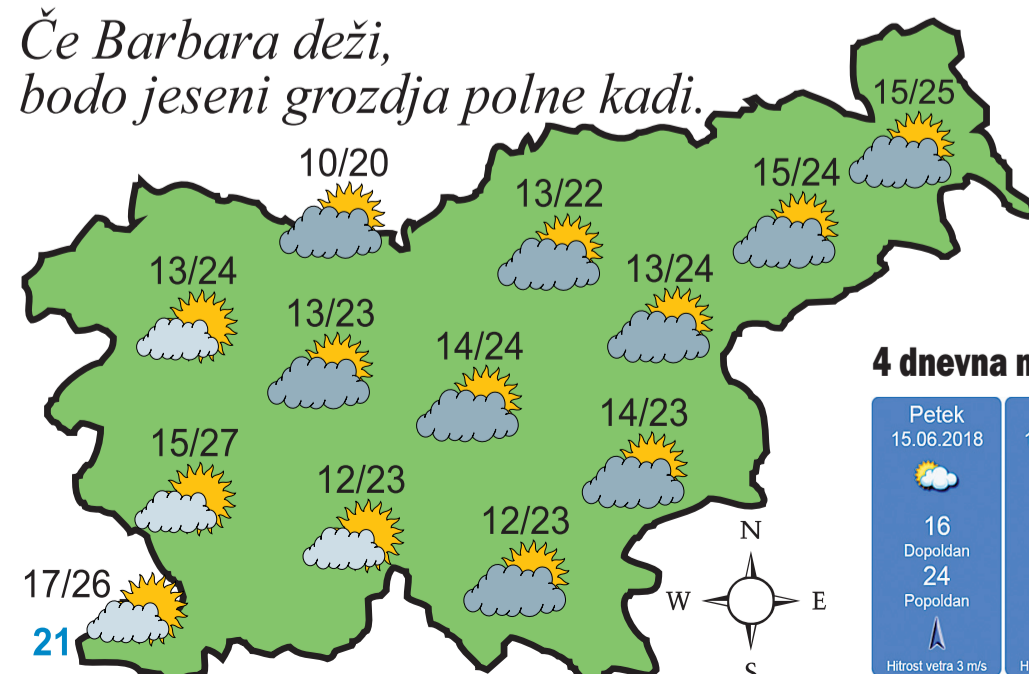 Če Barbara deži,
bodo jeseni grozdja polne kadi.
15/25
10/20
15/24
13/22
13/24
13/24
13/23
14/24
14/23
15/27
12/23
12/23
17/26
21
N
W
E
S
4 dnevna
Petek
15.06.2018
16
Dopoldan
24
Popoldan
Hitrost vetra 3 m/s